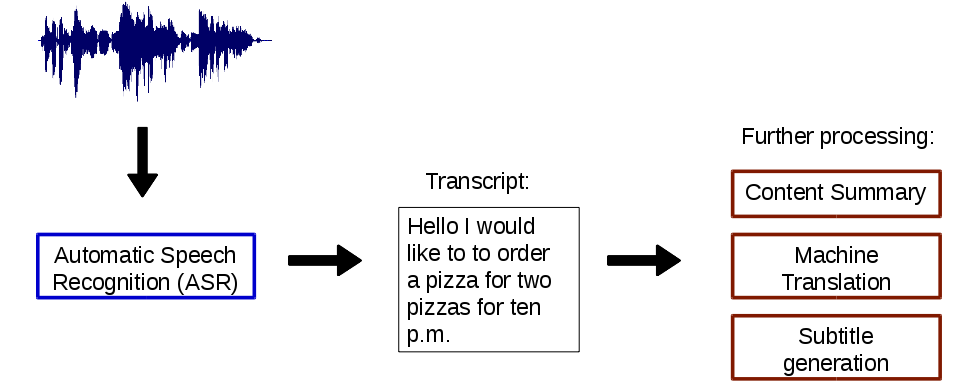 Automatic Speech
Recognition (ASR)
Transcript:
Hello I would
like to to order
a pizza for two
pizzas for ten
p.m.
Further processing:
Content Summary
Machine
Translation
Subtitle
generation